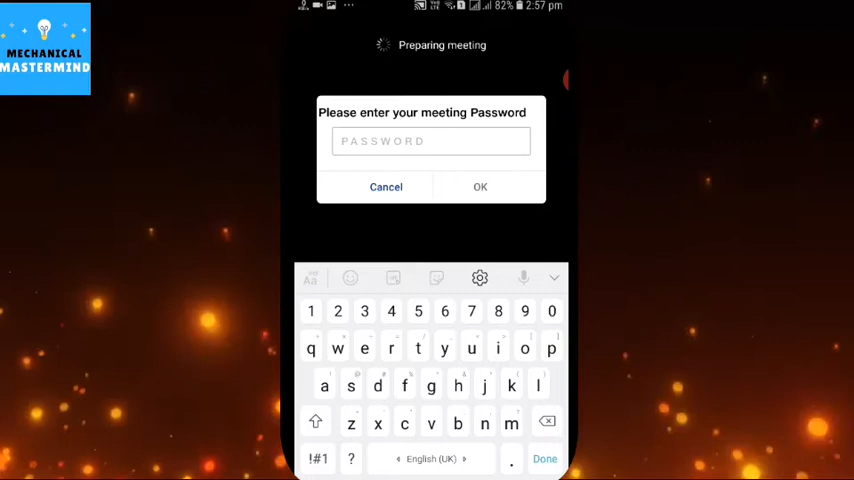 82% 2:57 pm
MECHANICAL
MASTERMIND
Preparing meeting
Please enter your meeting Password
PASSWORD
Cancel OK
1 2 3 4 5 6 7 8 9 0
q w e r t y u i o p
a s d f g h j k l
z x c v b n m
!#1 ? English (UK) . Done